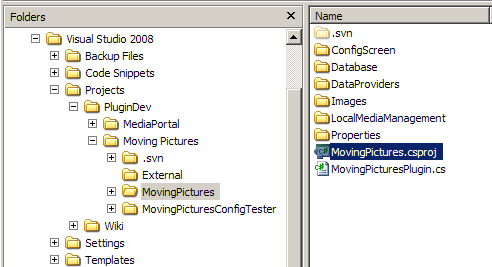 Folders
Visual Studio 2008
Backup Files
Code Snippets
Projects
PluginDev
MediaPortal
Moving Pictures
.svn
External
MovingPictures
MovingPicturesConfigTester
Wiki
Settings
Templates
Name
.svn
ConfigScreen
Database
DataProviders
Images
LocalMediaManagement
Properties
MovingPictures.csproj
MovingPicturesPlugin.cs